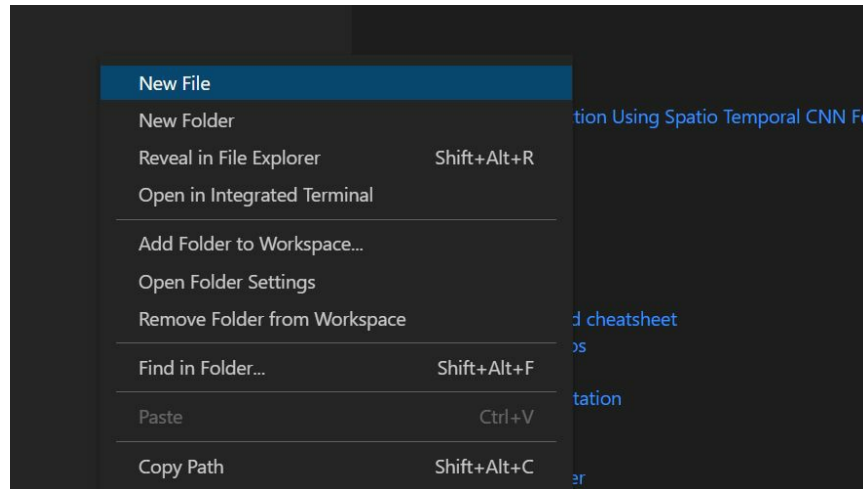 New File
New Folder
tion Using Spatio Temporal CNN F
Reveal in File Explorer Shift+Alt+R
Open in Integrated Terminal
Add Folder to Workspace...
Open Folder Settings
Remove Folder from Workspace
d cheatsheet
os
Find in Folder... Shift+Alt+F
tation
Paste Ctrl+V
Copy Path Shift+Alt+C
er